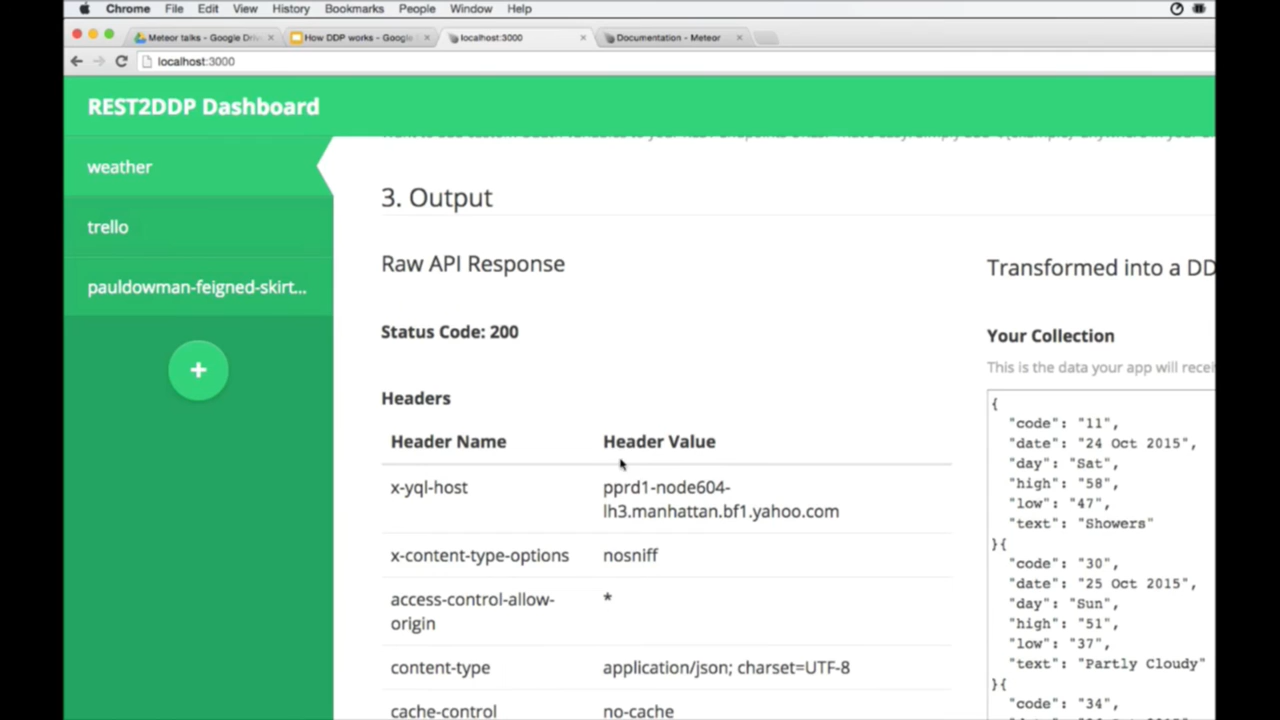 Chrome File Edit View History Bookmarks People Window Help
Meteor talks - Google Driv
How DDP works - Google
localhost:3000
Documentation - Meteor
localhost:3000
REST2DDP Dashboard
weather
trello
pauldowman-feigned-skirt...
3. Output
Raw API Response
Status Code: 200
Headers
Header Name Header Value
x-yql-host pprd1-node604-
lh3.manhattan.bf1.yahoo.com
x-content-type-options nosniff
access-control-allow- *
origin
content-type application/json; charset=UTF-8
cache-control no-cache
Transformed into a DD
Your Collection
This is the data your app will recei
{
"code": "11",
"date": "24 Oct 2015",
"day": "Sat",
"high": "58",
"low": "47",
"text": "Showers"
}{
"code": "30",
"date": "25 Oct 2015",
"day": "Sun",
"high": "51",
"low": "37",
"text": "Partly Cloudy"
}{
"code": "34",